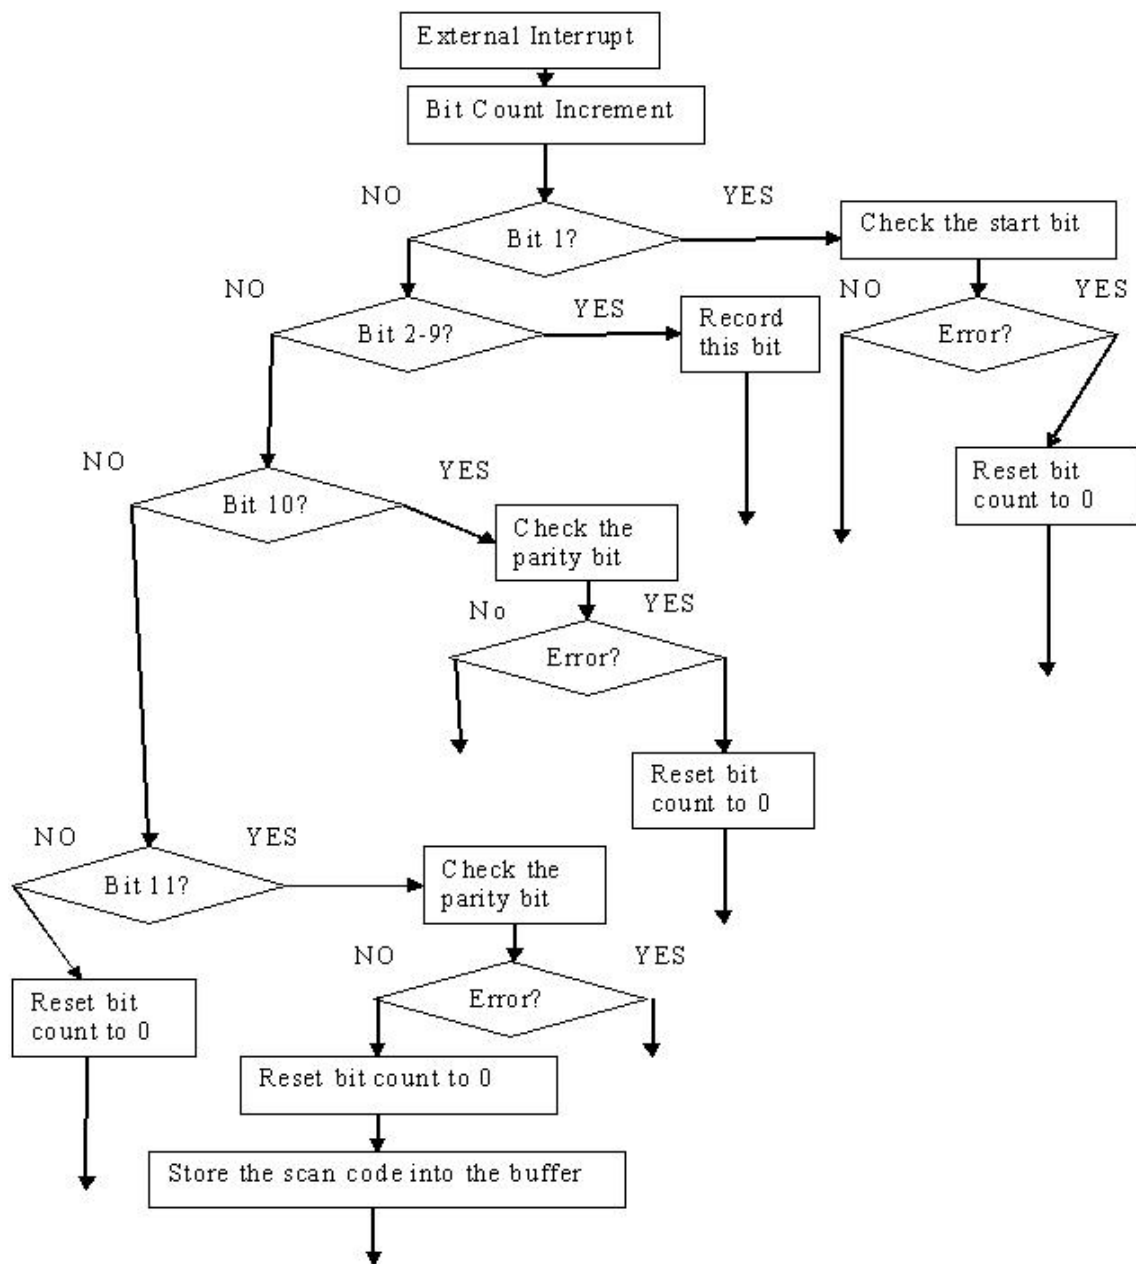 External Interrupt
Bit Count Increment
NO
YES
Bit 1?
Check the start bit
NO
YES
NO
YES
Bit 2-9?
Record
this bit
Error?
NO
YES
Bit 10?
Reset bit
count to 0
Check the
parity bit
No
YES
Error?
Reset bit
count to 0
NO
YES
Bit 11?
Check the
parity bit
NO
YES
Error?
Reset bit
count to 0
Reset bit count to 0
Store the scan code into the buffer